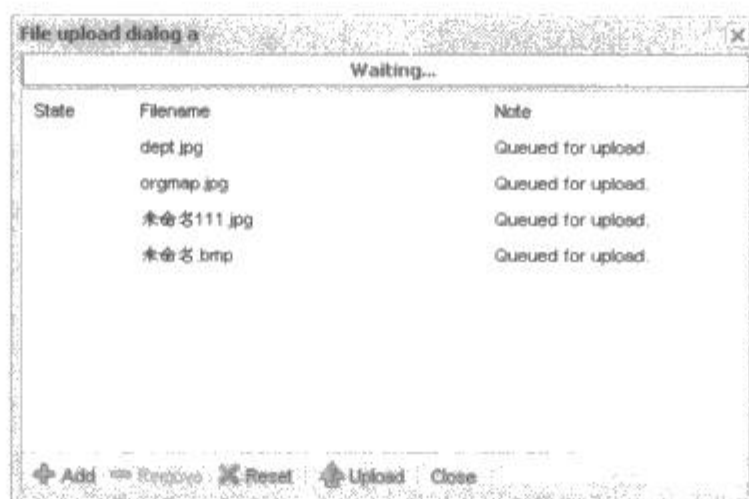 File upload dialog a
Waiting...
State Filename Note
dept.jpg Queued for upload.
orgmap.jpg Queued for upload.
未命名111.jpg Queued for upload.
未命名.bmp Queued for upload.
Add Remove Reset Upload Close